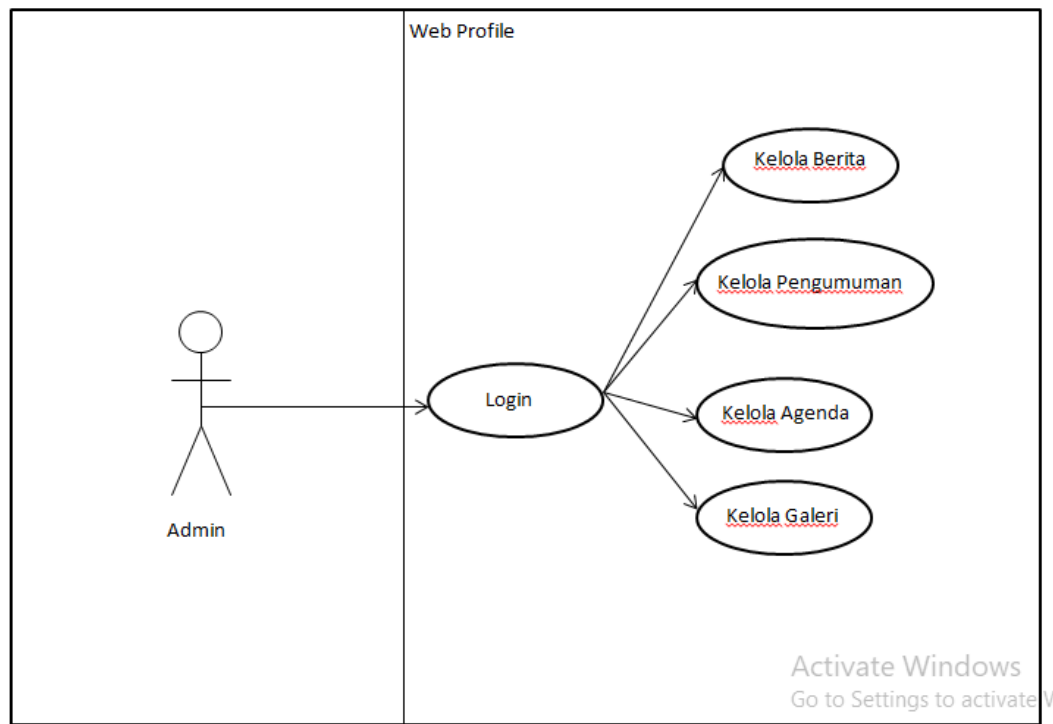 Web Profile
Kelola Berita
Kelola Pengumuman
Login
Kelola Agenda
Kelola Galeri
Admin
Activate Windows
Go to Settings to activate W